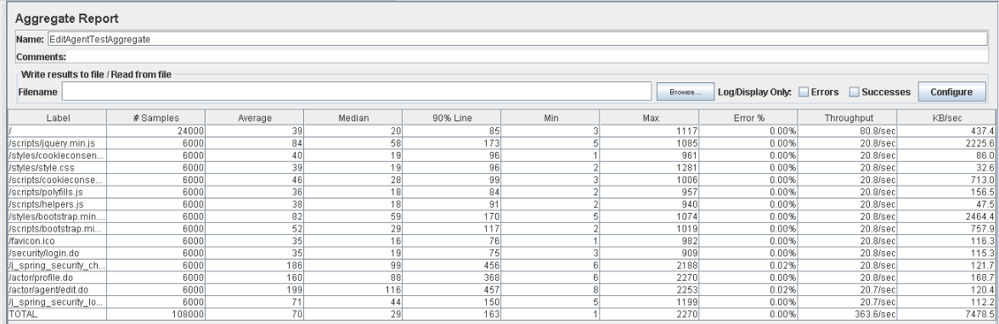 Aggregate Report
Name: EditAgentTestAggregate
Comments:
Write results to file / Read from file
Filename Browse... Log/Display Only: Errors Successes Configure
Label # Samples Average Median 90% Line Min Max Error % Throughput KB/sec
/ 24000 39 20 85 3 1117 0.00% 80.8/sec 437.4
/scripts/jquery.min.js 6000 84 58 173 5 1085 0.00% 20.8/sec 2225.6
/styles/cookieconsen... 6000 40 19 96 1 961 0.00% 20.8/sec 86.0
/styles/style.css 6000 39 19 96 2 1281 0.00% 20.8/sec 32.6
/scripts/cookieconse... 6000 46 28 99 3 1006 0.00% 20.8/sec 713.0
/scripts/polyfills.js 6000 36 18 84 2 957 0.00% 20.8/sec 156.5
/scripts/helpers.js 6000 38 18 91 2 940 0.00% 20.8/sec 47.5
/styles/bootstrap.min.... 6000 82 59 170 5 1074 0.00% 20.8/sec 2464.4
/scripts/bootstrap.mi... 6000 52 29 117 2 1019 0.00% 20.8/sec 757.9
/favicon.ico 6000 35 16 76 1 982 0.00% 20.8/sec 116.3
/security/login.do 6000 35 19 75 3 909 0.00% 20.8/sec 115.3
/j_spring_security_ch... 6000 186 99 456 6 2188 0.02% 20.8/sec 121.7
/actor/profile.do 6000 160 88 368 6 2270 0.00% 20.8/sec 168.7
/actor/agent/edit.do 6000 199 116 457 8 2253 0.02% 20.7/sec 120.4
/j_spring_security_lo... 6000 71 44 150 5 1199 0.00% 20.7/sec 112.2
TOTAL 108000 70 29 163 1 2270 0.00% 363.6/sec 7478.5